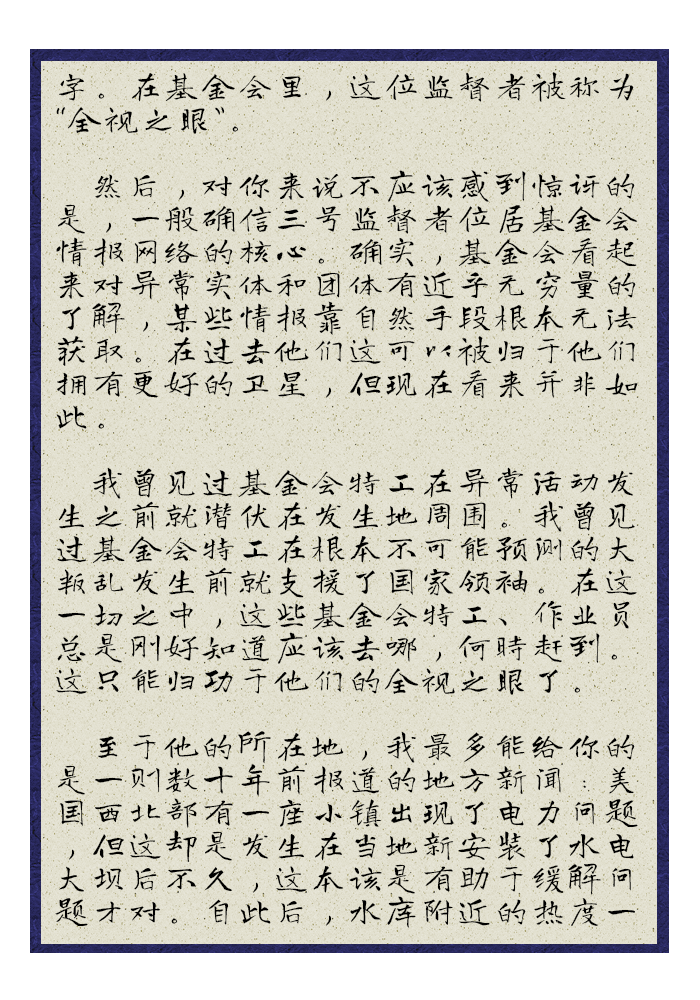 字。在基金会里，这位监督者被称为
“全视之眼”。
然后，对你来说不应该感到惊讶的
是，一般确信三号监督者位居基金会
情报网络的核心。确实，基金会看起
来对异常实体和团体有近乎无穷量的
了解，某些情报靠自然手段根本无法
获取。在过去他们这可以被归于他们
拥有更好的卫星，但现在看来并非如
此。
我曾见过基金会特工在异常活动发
生之前就潜伏在发生地周围。我曾见
过基金会特工在根本不可能预测的大
叛乱发生前就支援了国家领袖。在这
一切之中，这些基金会特工、作业员
总是刚好知道应该去哪，何時赶到。
这只能归功于他们的全视之眼了。
至于他的所在地，我最多能给你的
是一则数十年前报道的地方新闻：美
国西北部有一座小镇出现了电力问题
，但这却是发生在当地新安装了水电
大坝后不久，这本该是有助于缓解问
题才对。自此后，水库附近的热度一